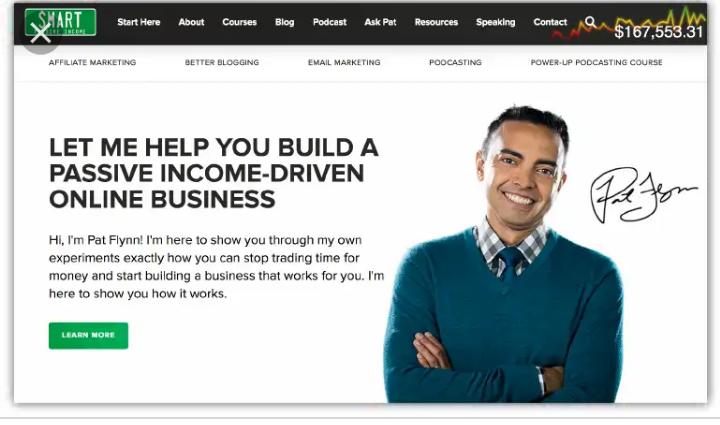 SMART
Start Here About Courses Blog Podcast Ask Pat Resources Speaking Contact $167,553.31
AFFILIATE MARKETING BETTER BLOGGING EMAIL MARKETING PODCASTING POWER-UP PODCASTING COURSE
Pat Flynn
LET ME HELP YOU BUILD A
PASSIVE INCOME-DRIVEN
ONLINE BUSINESS
Hi, I'm Pat Flynn! I'm here to show you through my own
experiments exactly how you can stop trading time for
money and start building a business that works for you. I'm
here to show you how it works.
LEARN MORE